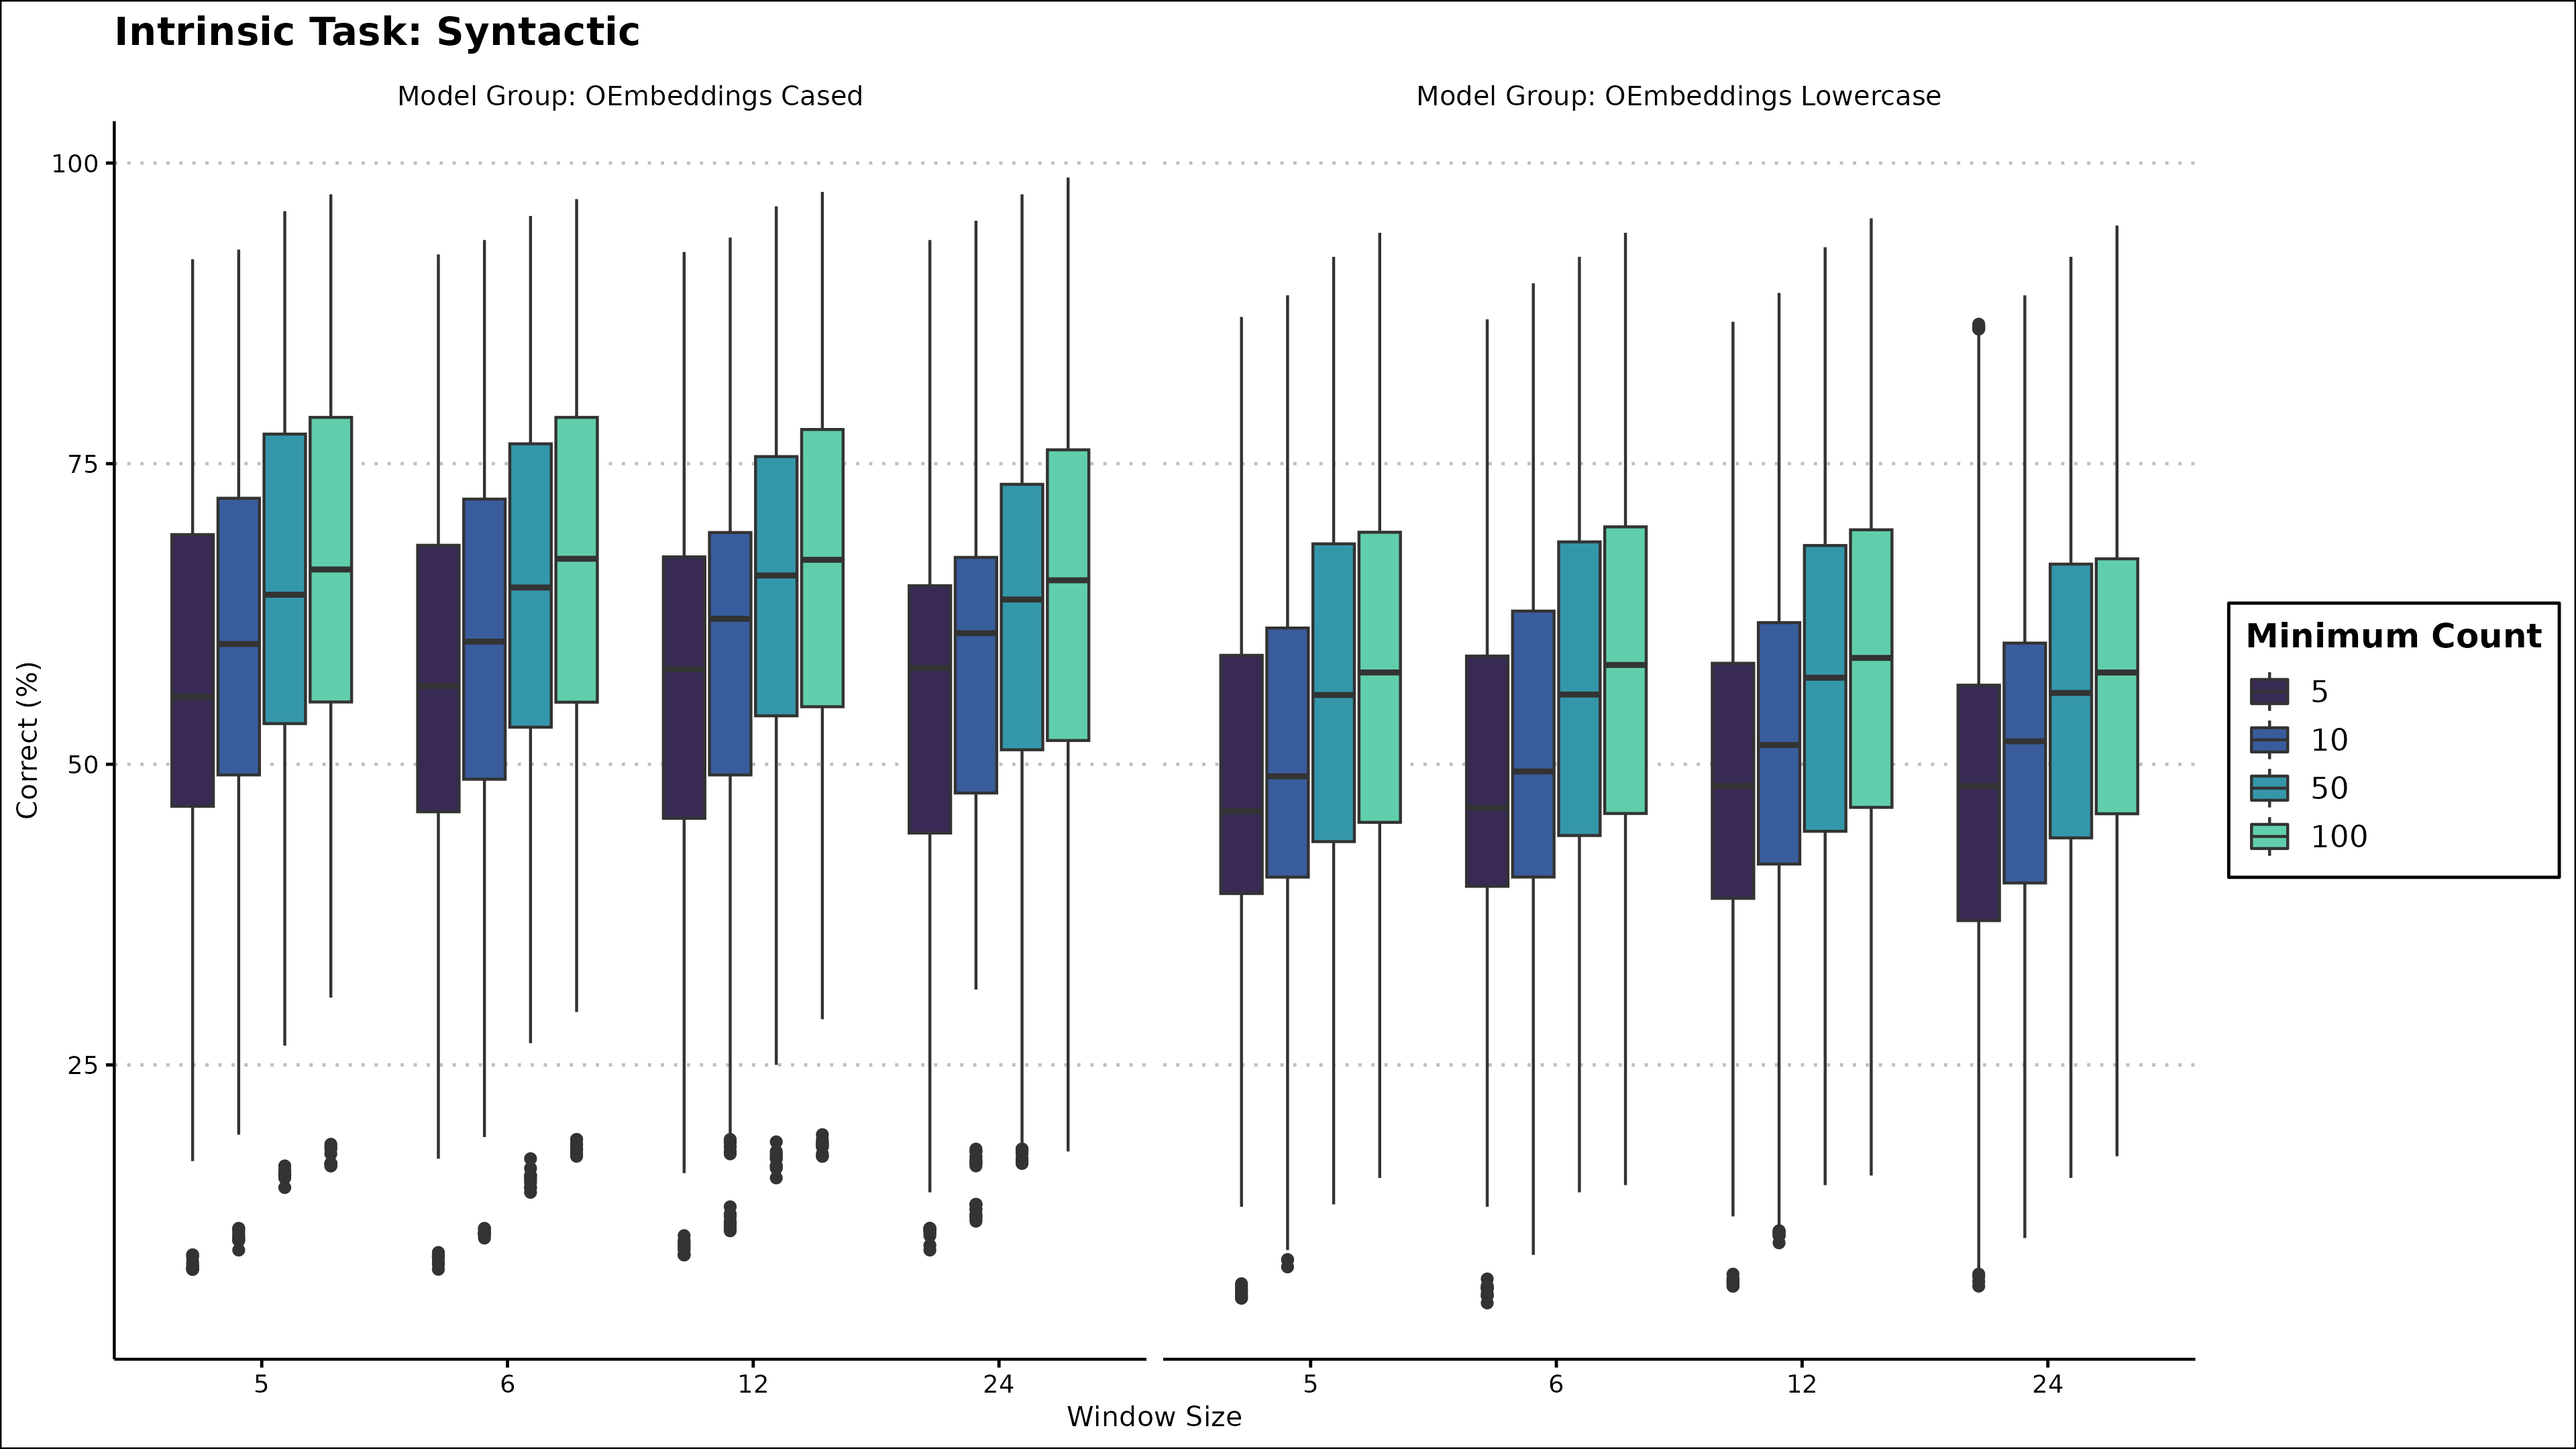 Intrinsic Task: Syntactic
Model Group: OEmbeddings Cased
Model Group: OEmbeddings Lowercase
Correct (%)
100
75
50
25
5 6 12 24
5 6 12 24
Window Size
Minimum Count
5
10
50
100